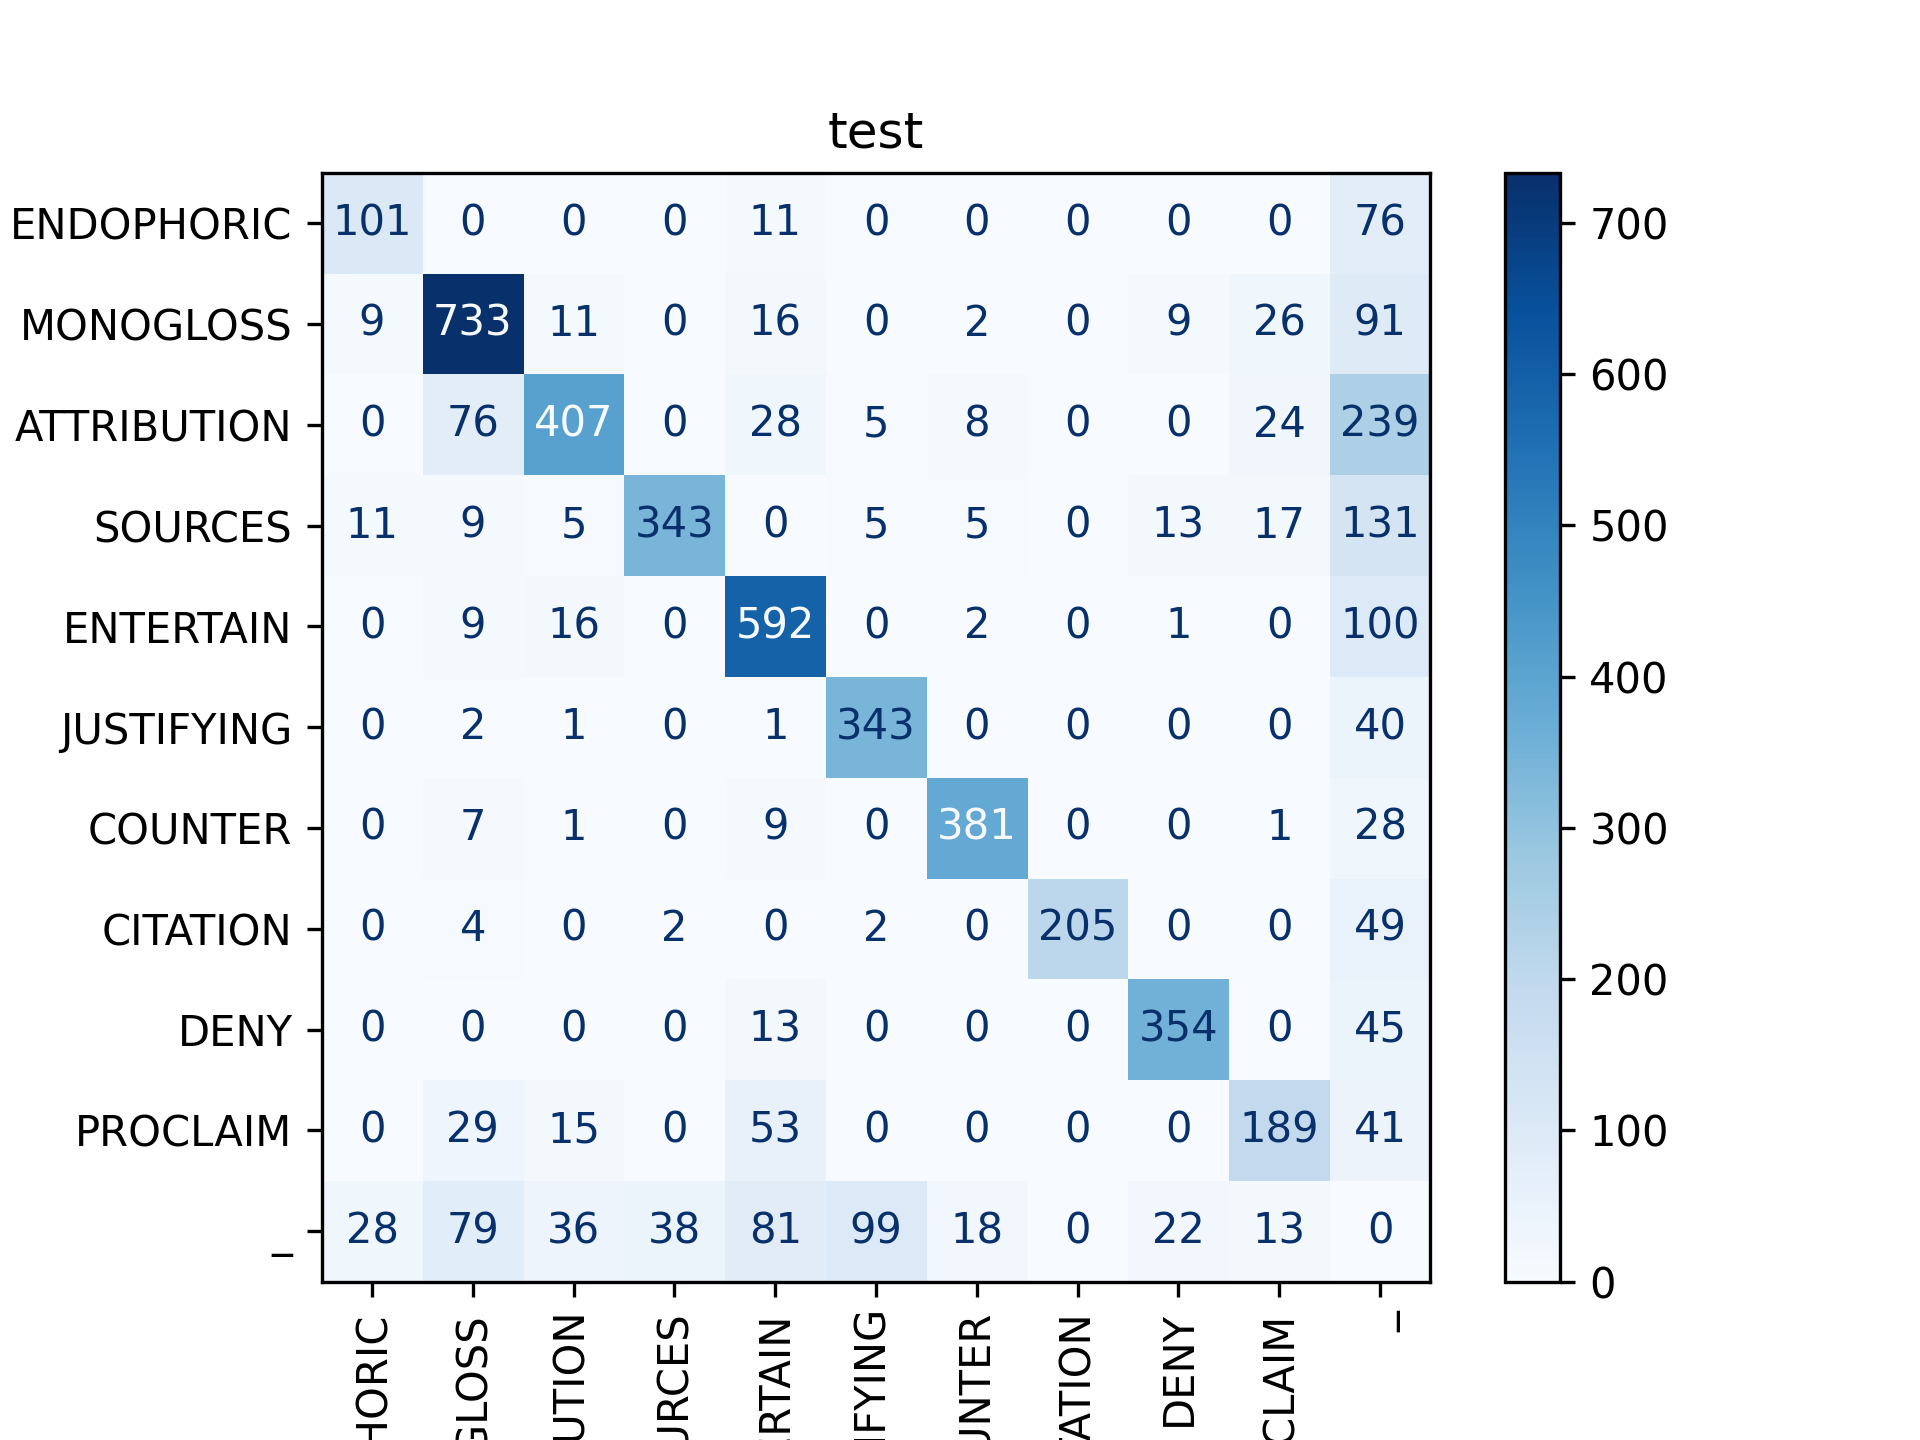 test
ENDOPHORIC 101 0 0 0 11 0 0 0 0 0 76
MONOGLOSS 9 733 11 0 16 0 2 0 9 26 91
ATTRIBUTION 0 76 407 0 28 5 8 0 0 24 239
SOURCES 11 9 5 343 0 5 5 0 13 17 131
ENTERTAIN 0 9 16 0 592 0 2 0 1 0 100
JUSTIFYING 0 2 1 0 1 343 0 0 0 0 40
COUNTER 0 7 1 0 9 0 381 0 0 1 28
CITATION 0 4 0 2 0 2 0 205 0 0 49
DENY 0 0 0 0 13 0 0 0 354 0 45
PROCLAIM 0 29 15 0 53 0 0 0 0 189 41
_ 28 79 36 38 81 99 18 0 22 13 0
HORIC GLOSS UTION URCES RTAIN IFYING UNTER TATION DENY CLAIM _
700
600
500
400
300
200
100
0